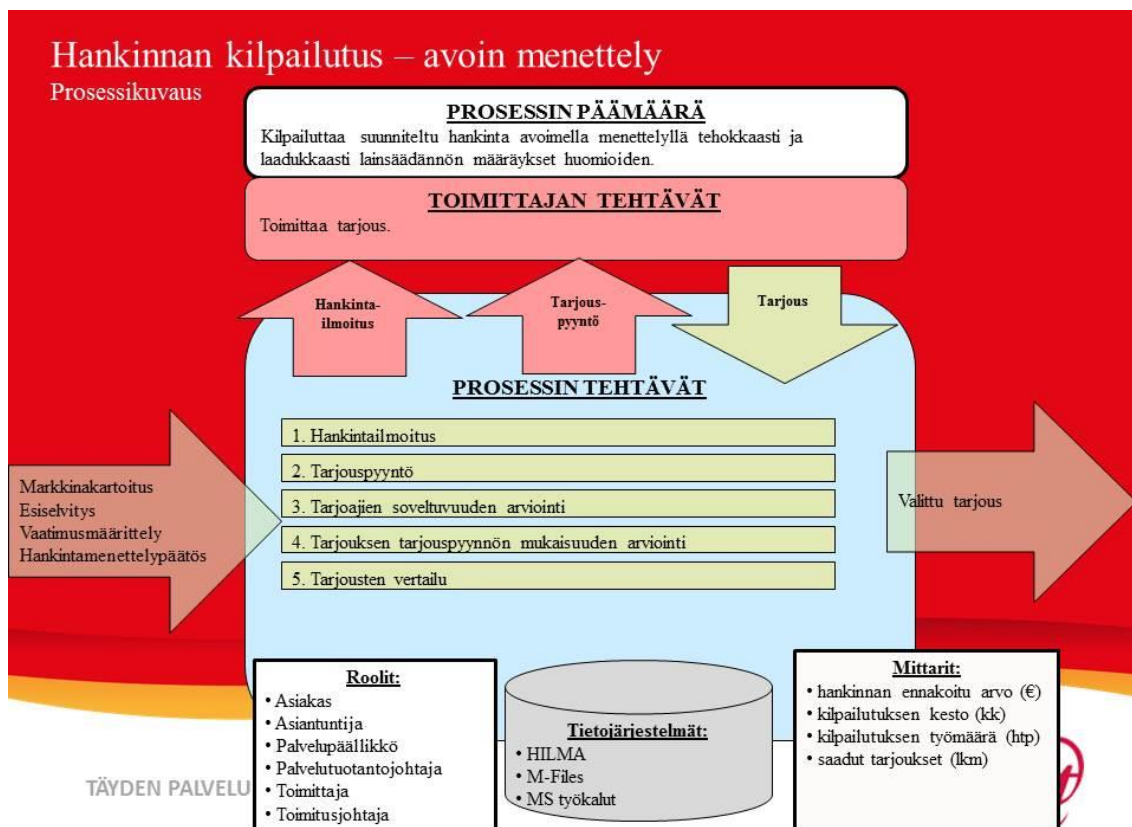 Hankinnan kilpailutus – avoin menettely
Prosessikuvaus
PROSESSIN PÄÄMÄÄRÄ
Kilpailuttaa suunniteltu hankinta avoimella menettelyllä tehokkaasti ja
laadukkaasti lainsäädännön määräykset huomioiden.
TOIMITTAJAN TEHTÄVÄT
Toimittaa tarjous.
Hankinta-
ilmoitus
Tarjous-
pyyntö
Tarjous
PROSESSIN TEHTÄVÄT
1. Hankintailmoitus
2. Tarjouspyyntö
3. Tarjoajien soveltuvuuden arviointi
4. Tarjouksen tarjouspyynnön mukaisuuden arviointi
5. Tarjousten vertailu
Markkinakartoitus
Esiselvitys
Vaatimusmäärittely
Hankintamenettelypäätös
Valittu tarjous
Roolit:
• Asiakas
• Asiantuntija
• Palvelupäällikkö
• Palvelutuotantojohtaja
• Toimittaja
• Toimitusjohtaja
Tietojärjestelmät:
• HILMA
• M-Files
• MS työkalut
Mittarit:
• hankinnan ennakoitu arvo (€)
• kilpailutuksen kesto (kk)
• kilpailutuksen työmäärä (htp)
• saadut tarjoukset (lkm)
TÄYDEN PALVELU